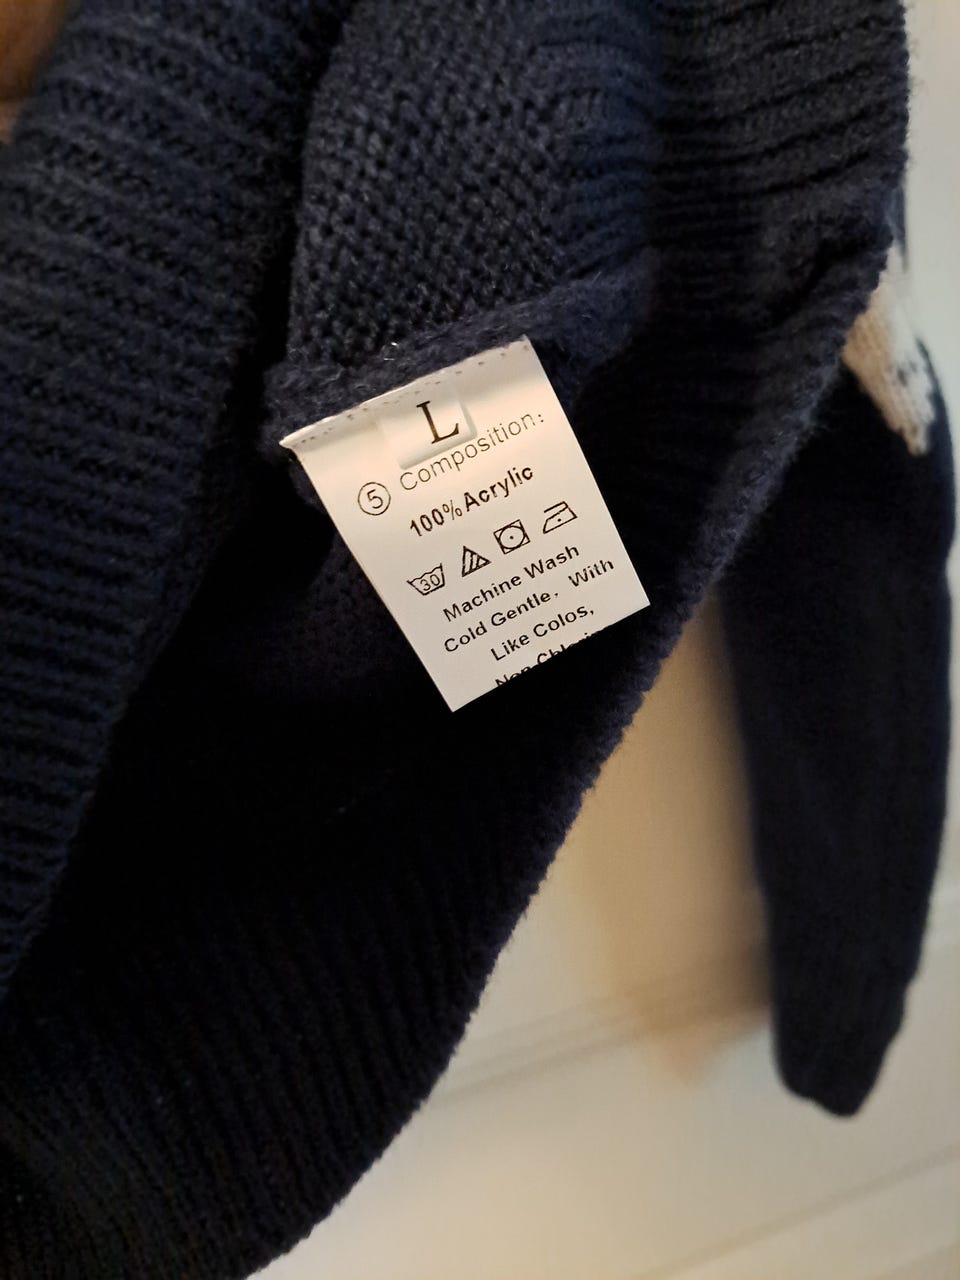 L
⑤ Composition:
100% Acrylic
30
Machine Wash
Cold Gentle, With
Like Colos,